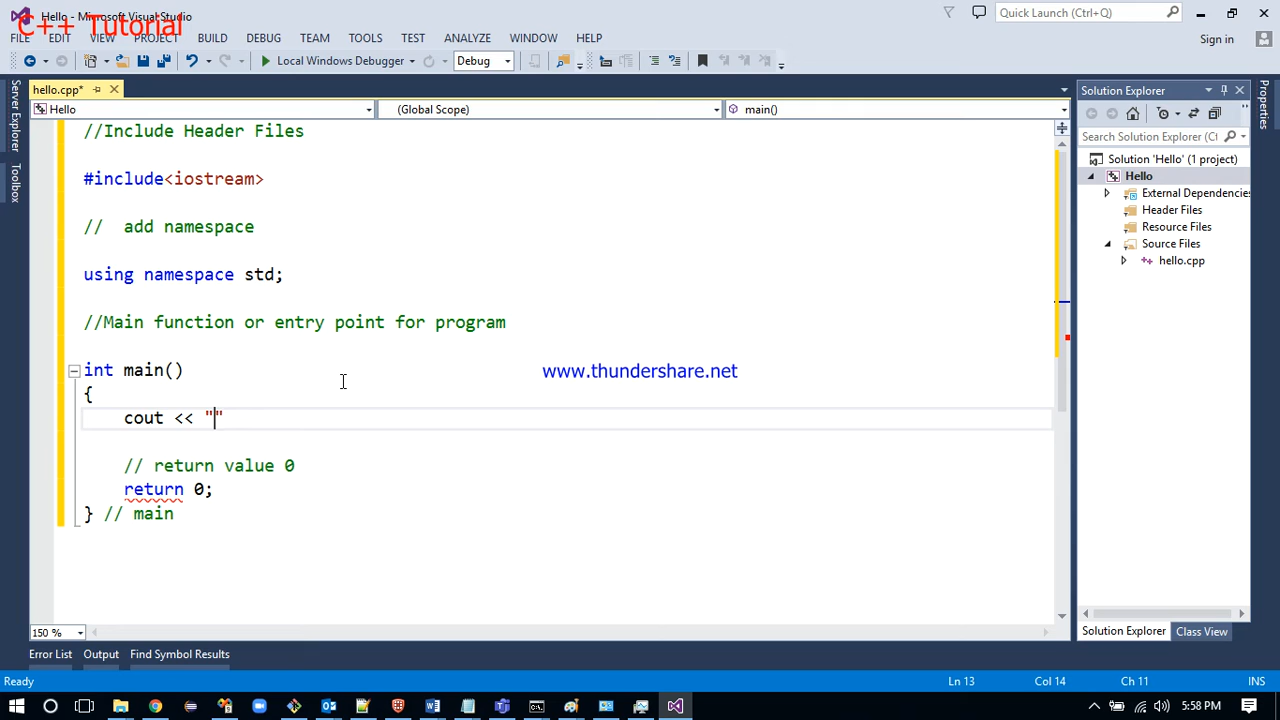 Hello - Microsoft Visual Studio
C++ Tutorial
Quick Launch (Ctrl+Q)
FILE EDIT VIEW PROJECT BUILD DEBUG TEAM TOOLS TEST ANALYZE WINDOW HELP
Sign in
Local Windows Debugger Debug
hello.cpp*
Hello (Global Scope) main()
Server Explorer
Toolbox
//Include Header Files
#include<iostream>
// add namespace
using namespace std;
//Main function or entry point for program
int main()
www.thundershare.net
{
cout << ""
// return value 0
return 0;
} // main
150 %
Solution Explorer
Search Solution Explorer (Ct
Solution 'Hello' (1 project)
Hello
External Dependencies
Header Files
Resource Files
Source Files
hello.cpp
Solution Explorer Class View
Properties
Error List Output Find Symbol Results
Ready Ln 13 Col 14 Ch 11 INS
5:58 PM